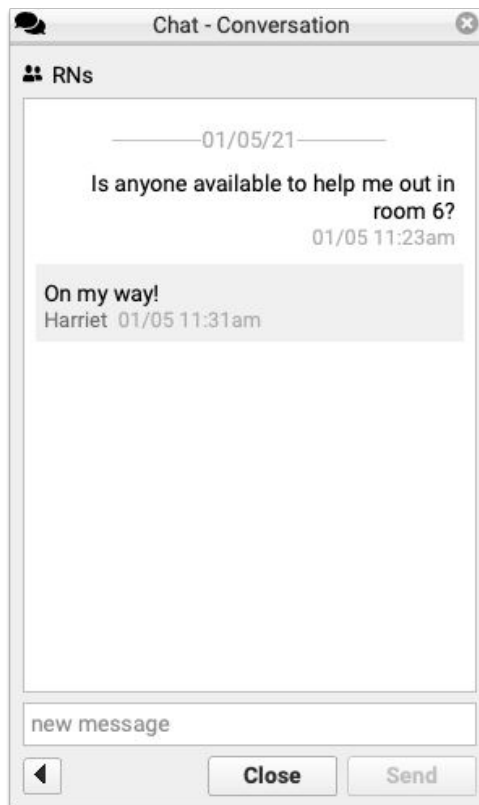 Chat - Conversation
RNs
01/05/21
Is anyone available to help me out in
room 6?
01/05 11:23am
On my way!
Harriet 01/05 11:31am
new message
Close Send